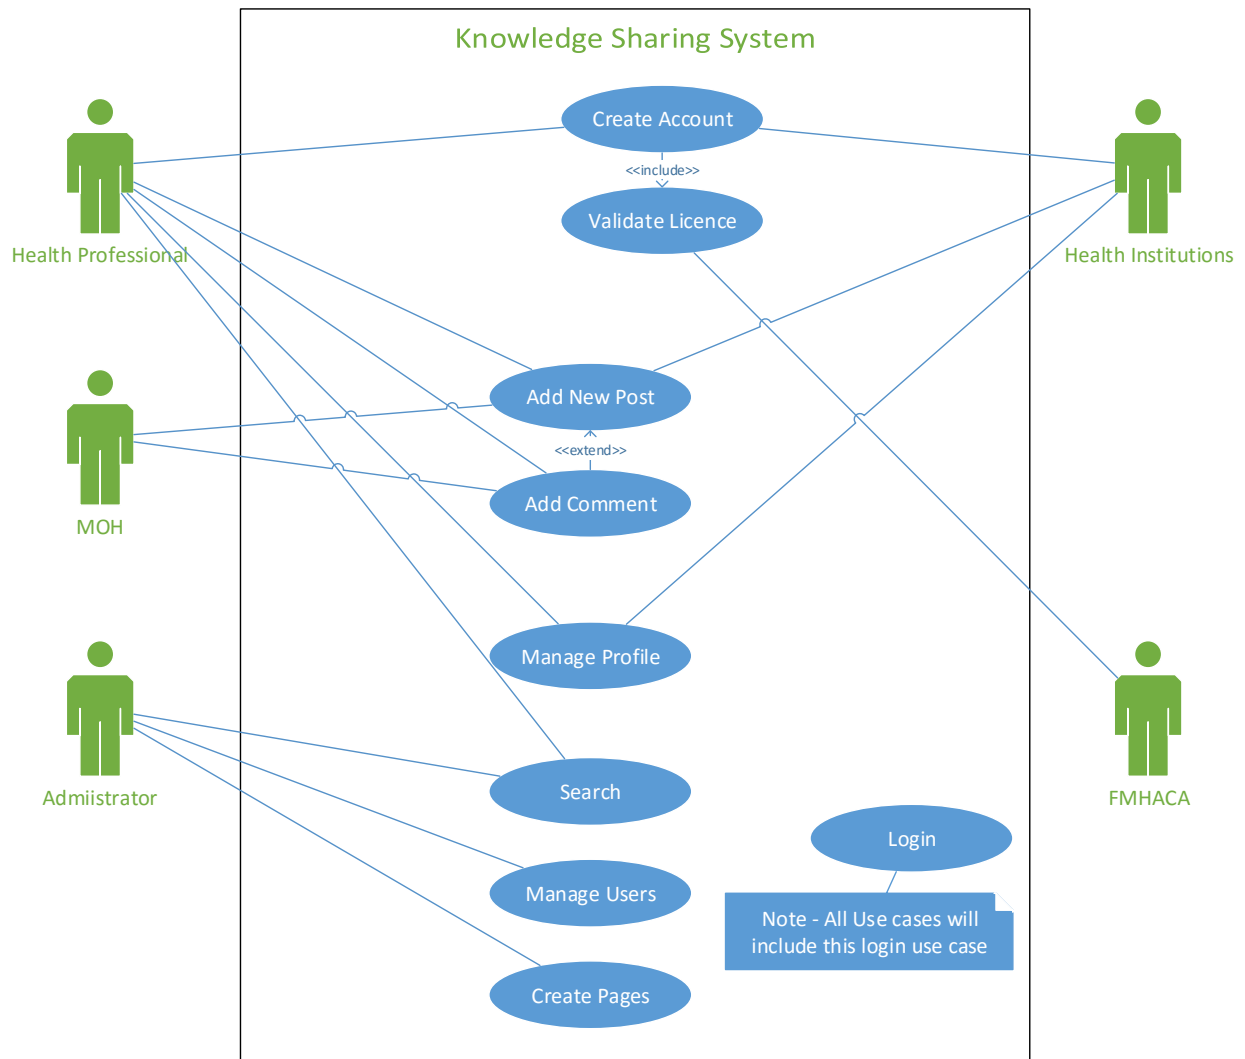 Knowledge Sharing System
Create Account
<<include>>
Validate Licence
Health Professional
Health Institutions
Add New Post
<<extend>>
Add Comment
MOH
Manage Profile
Search
Admiistrator
FMHACA
Login
Manage Users
Note - All Use cases will
include this login use case
Create Pages